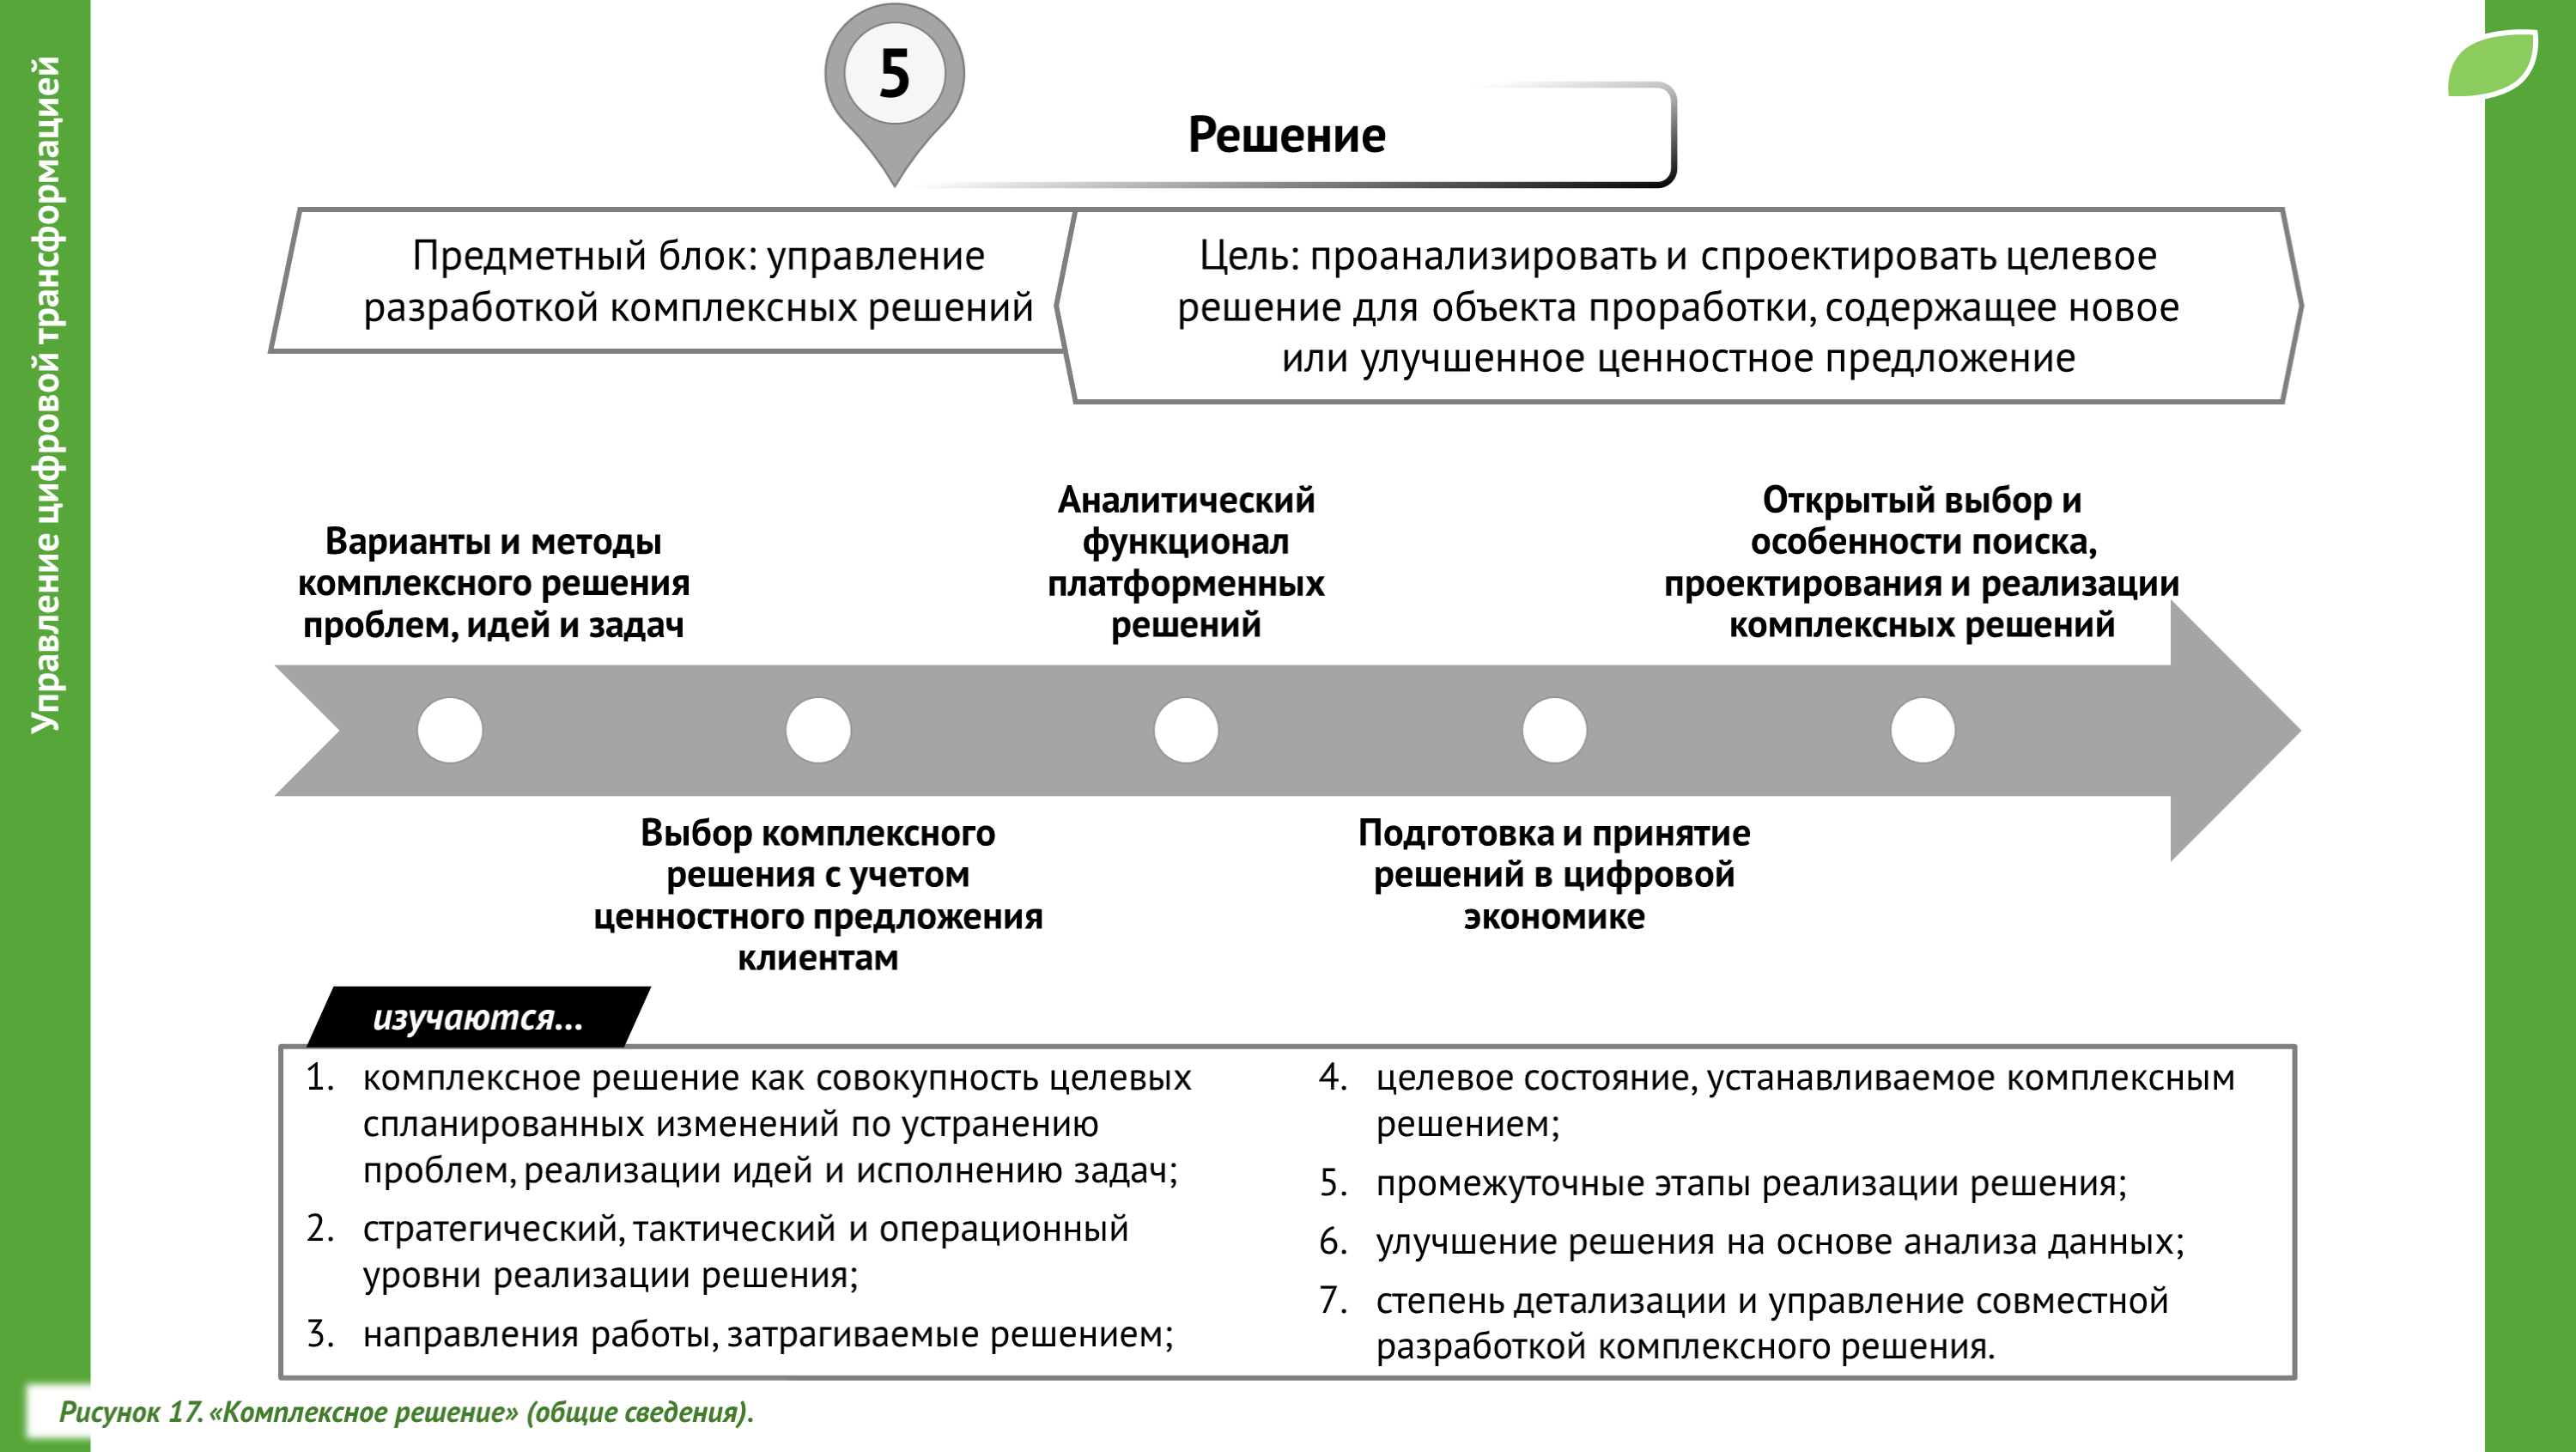 Управление цифровой трансформацией
5
Решение
Предметный блок: управление
разработкой комплексных решений
Цель: проанализировать и спроектировать целевое
решение для объекта проработки, содержащее новое
или улучшенное ценностное предложение
Варианты и методы
комплексного решения
проблем, идей и задач
Аналитический
функционал
платформенных
решений
Открытый выбор и
особенности поиска,
проектирования и реализации
комплексных решений
Выбор комплексного
решения с учетом
ценностного предложения
клиентам
Подготовка и принятие
решений в цифровой
экономике
изучаются...
1. комплексное решение как совокупность целевых
спланированных изменений по устранению
проблем, реализации идей и исполнению задач;
2. стратегический, тактический и операционный
уровни реализации решения;
3. направления работы, затрагиваемые решением;
4. целевое состояние, устанавливаемое комплексным
решением;
5. промежуточные этапы реализации решения;
6. улучшение решения на основе анализа данных;
7. степень детализации и управление совместной
разработкой комплексного решения.
Рисунок 17. «Комплексное решение» (общие сведения).